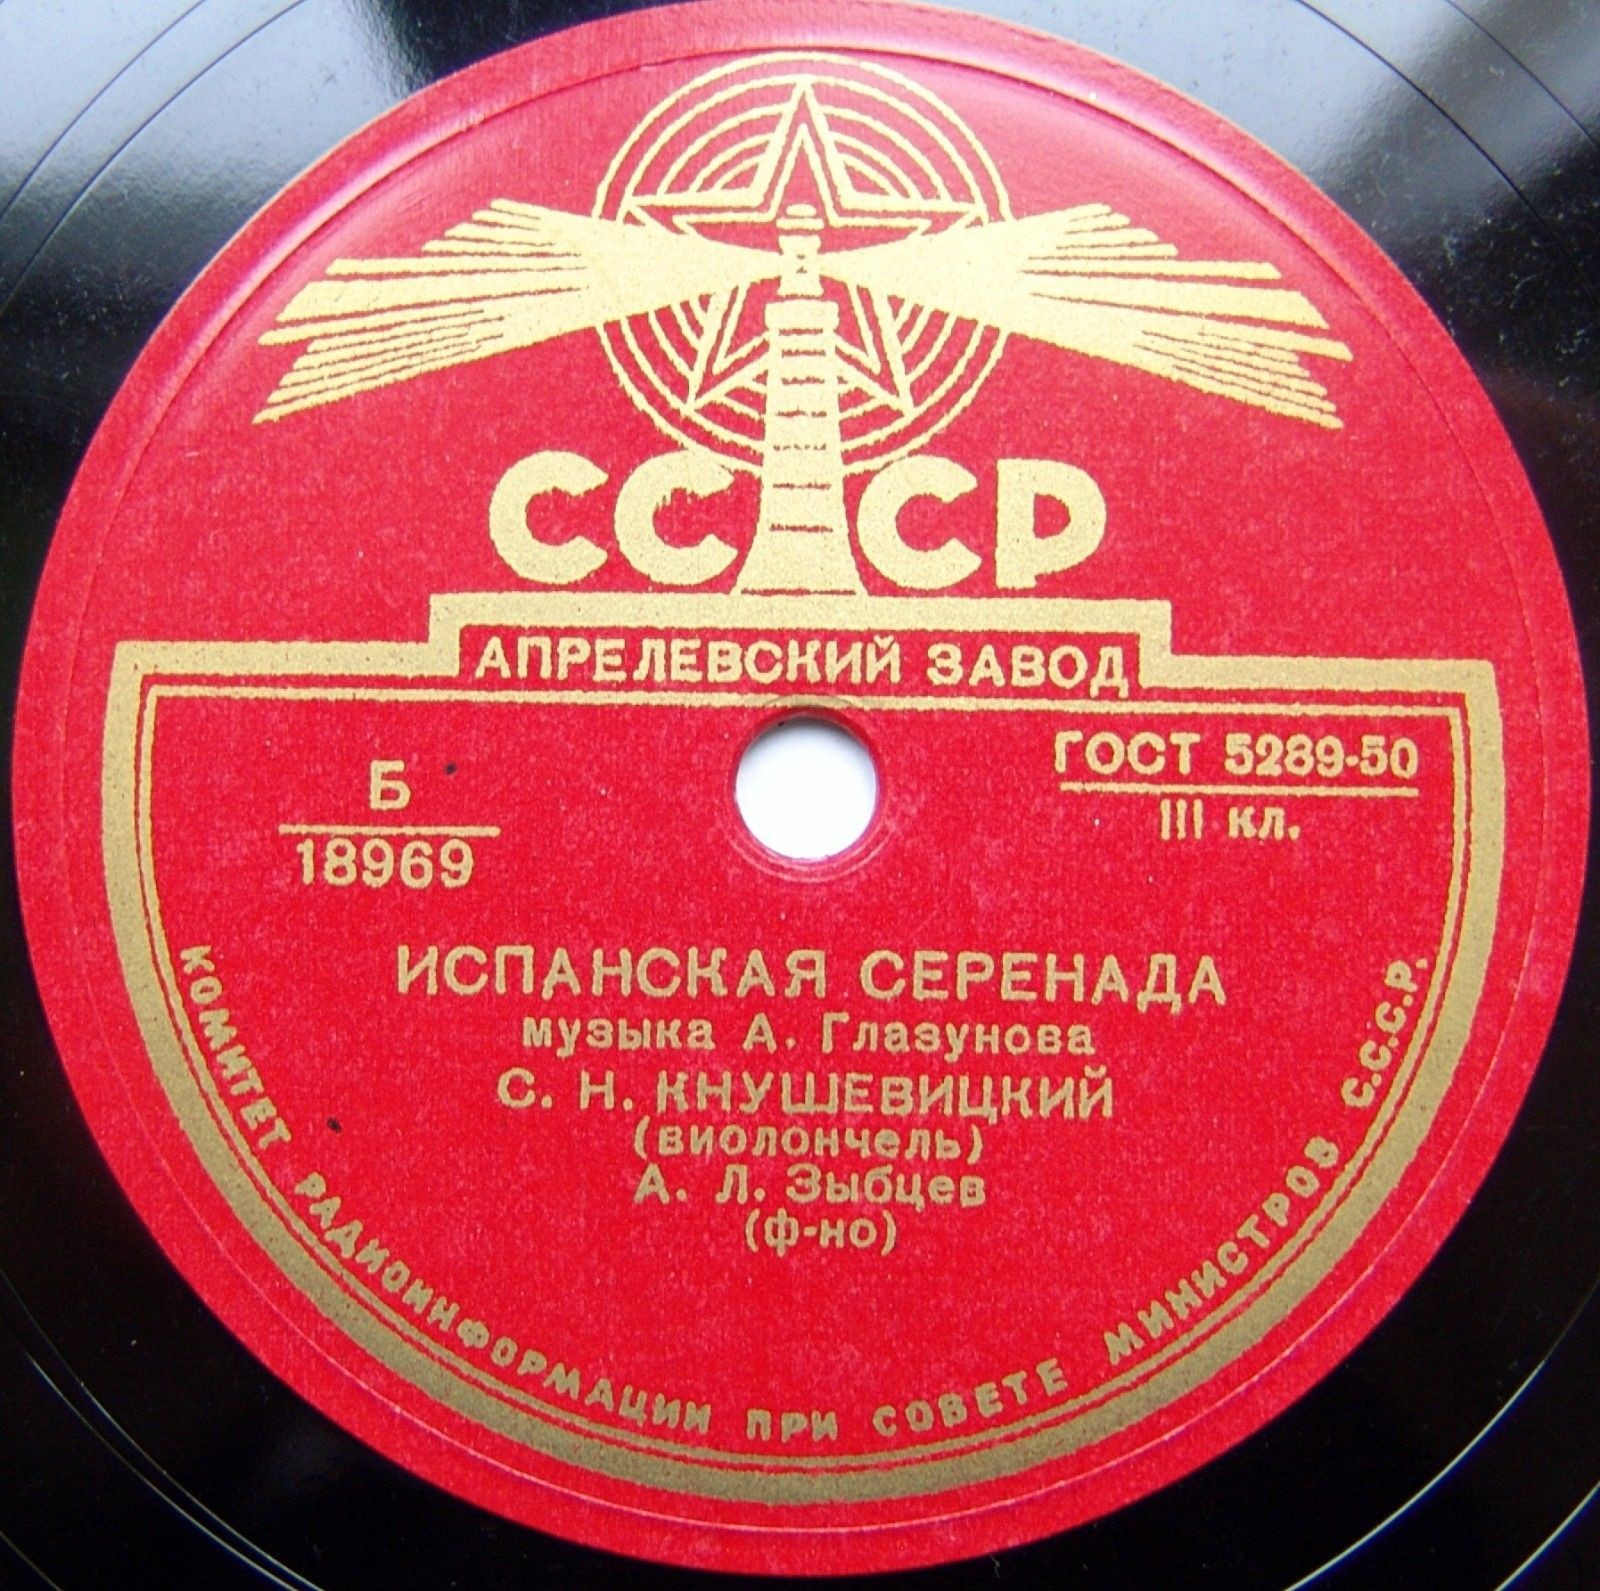 СССР
АПРЕЛЕВСКИЙ ЗАВОД
Б
18969
ГОСТ 5289-50
III кл.
ИСПАНСКАЯ СЕРЕНАДА
музыка А. Глазунова
С. Н. КНУШЕВИЦКИЙ
(виолончель)
А. Л. Зыбцев
(ф-но)
КОМИТЕТ РАДИОИНФОРМАЦИИ ПРИ СОВЕТЕ МИНИСТРОВ С.С.С.Р.